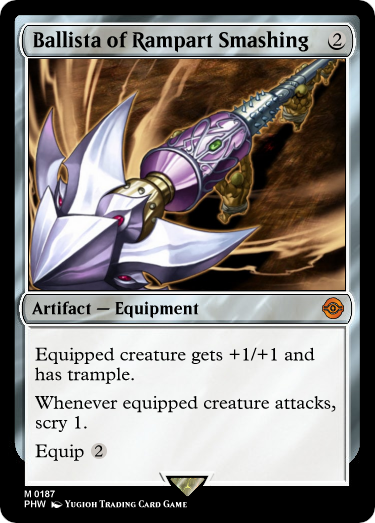 Ballista of Rampart Smashing 2
Artifact — Equipment
Equipped creature gets +1/+1 and
has trample.
Whenever equipped creature attacks,
scry 1.
Equip 2
M 0187
PHW YUGIOH TRADING CARD GAME